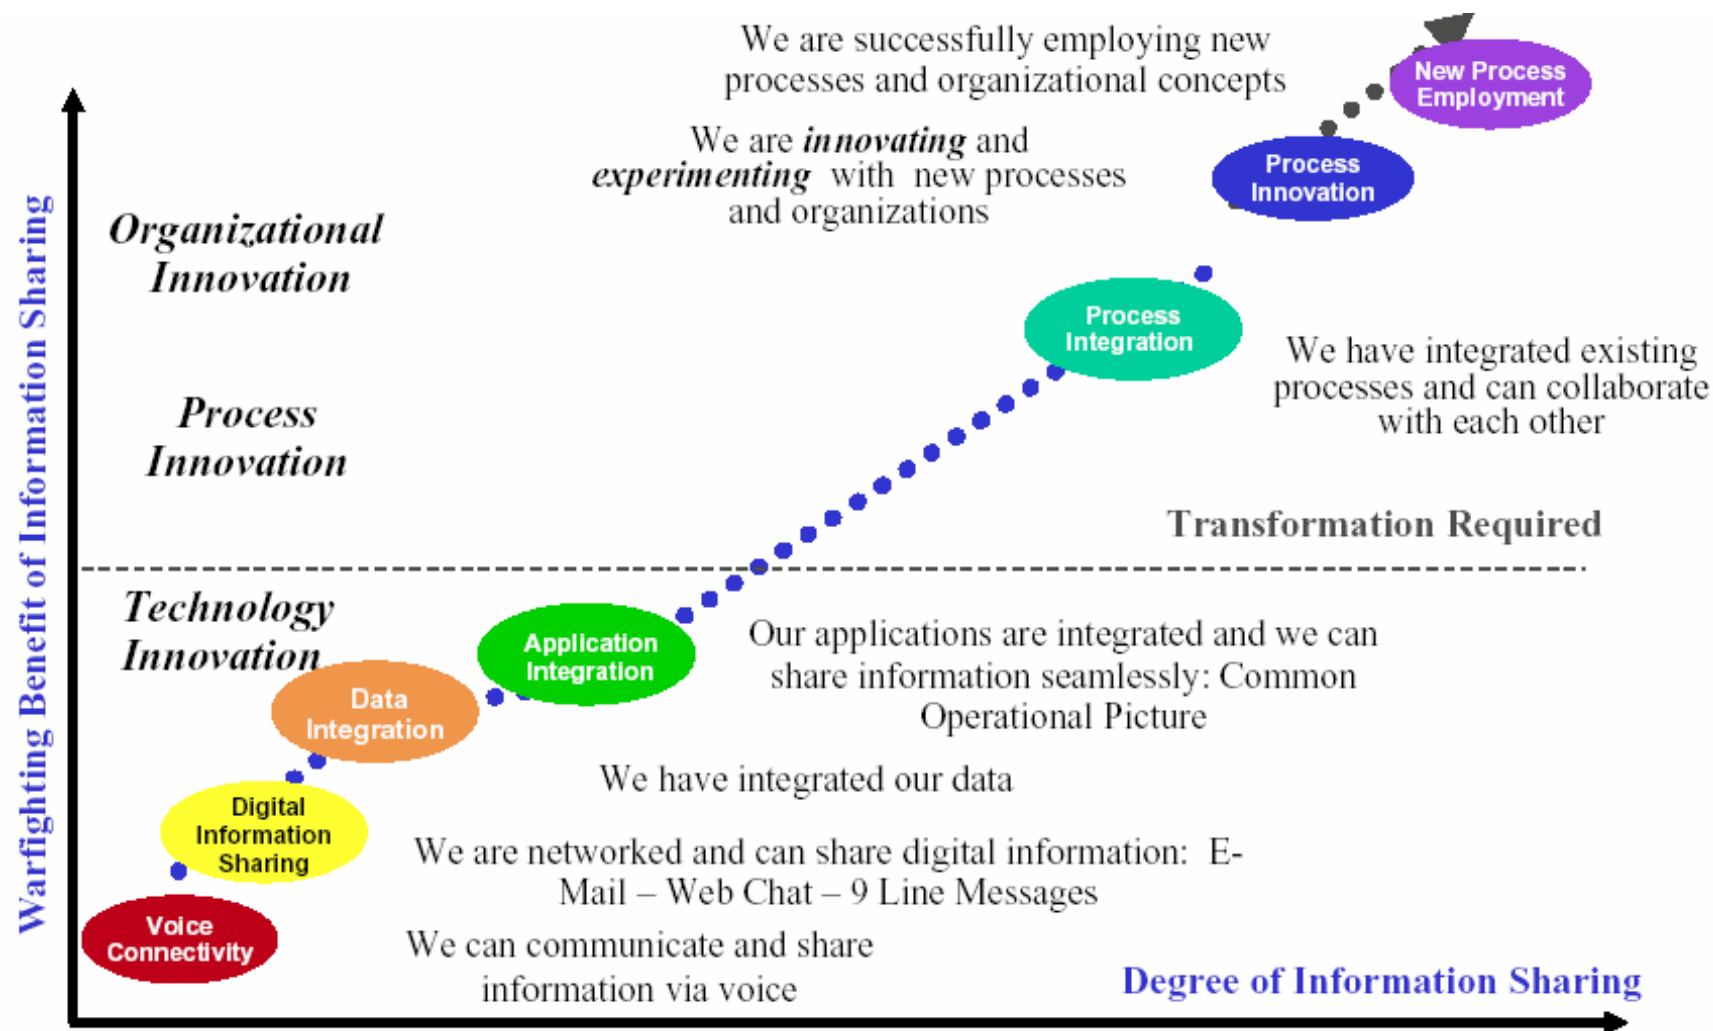 We are successfully employing new
processes and organizational concepts
New Process
Employment
We are innovating and
experimenting with new processes
and organizations
Process
Innovation
Organizational
Innovation
Process
Integration
We have integrated existing
processes and can collaborate
with each other
Process
Innovation
Transformation Required
Technology
Innovation
Application
Integration
Our applications are integrated and we can
share information seamlessly: Common
Operational Picture
Data
Integration
We have integrated our data
Digital
Information
Sharing
We are networked and can share digital information: E-
Mail – Web Chat – 9 Line Messages
Voice
Connectivity
We can communicate and share
information via voice
Degree of Information Sharing
Warfighting Benefit of Information Sharing